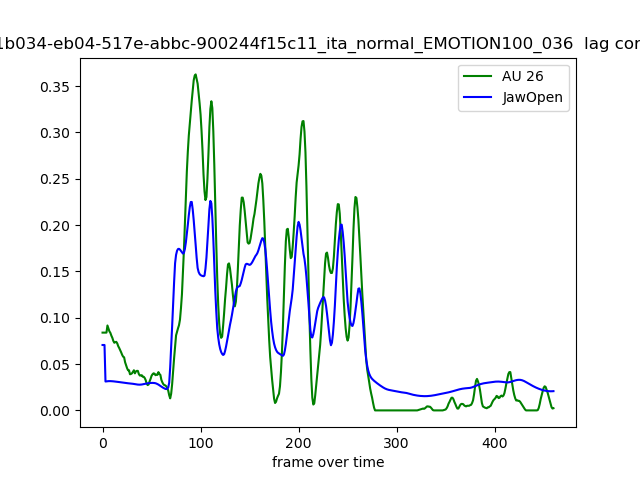 1b034-eb04-517e-abbc-900244f15c11_ita_normal_EMOTION100_036 lag cor
AU 26
JawOpen
0.35
0.30
0.25
0.20
0.15
0.10
0.05
0.00
0 100 200 300 400
frame over time